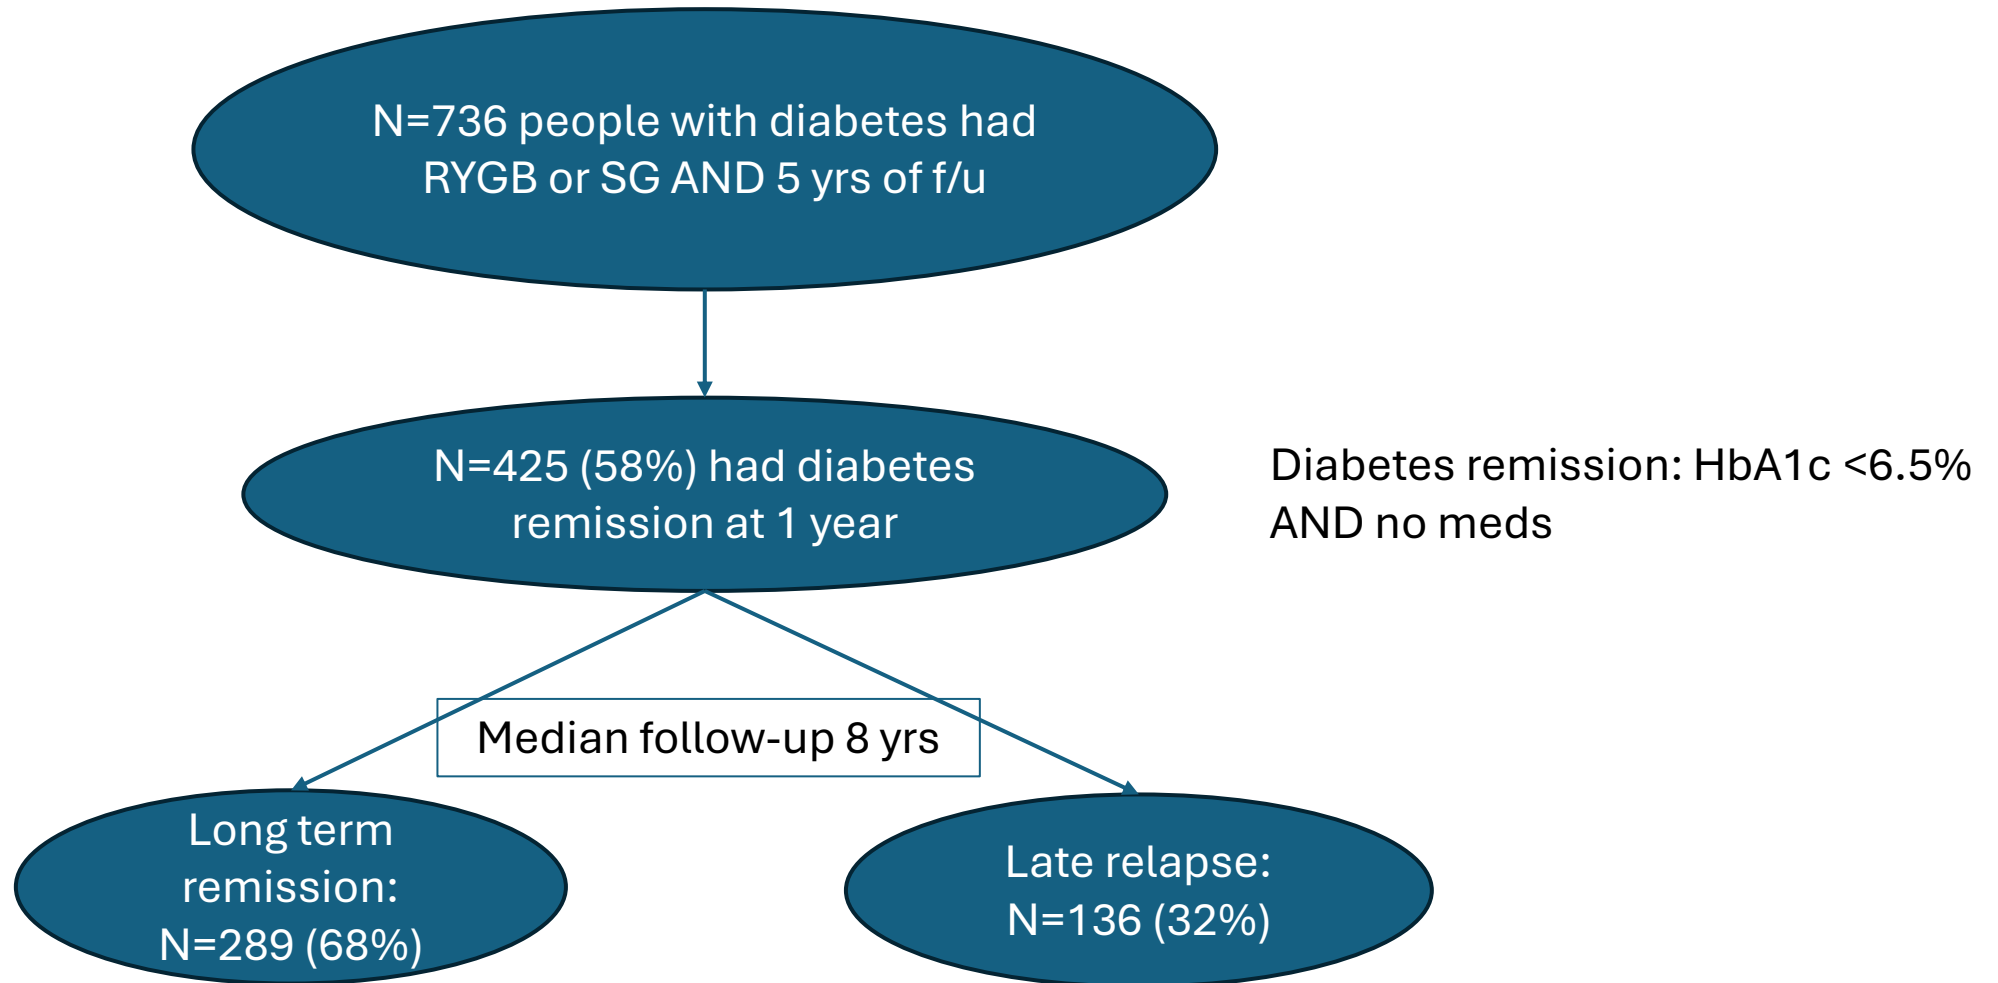 N=736 people with diabetes had
RYGB or SG AND 5 yrs of f/u
N=425 (58%) had diabetes
remission at 1 year
Diabetes remission: HbA1c <6.5%
AND no meds
Median follow-up 8 yrs
Long term
remission:
N=289 (68%)
Late relapse:
N=136 (32%)